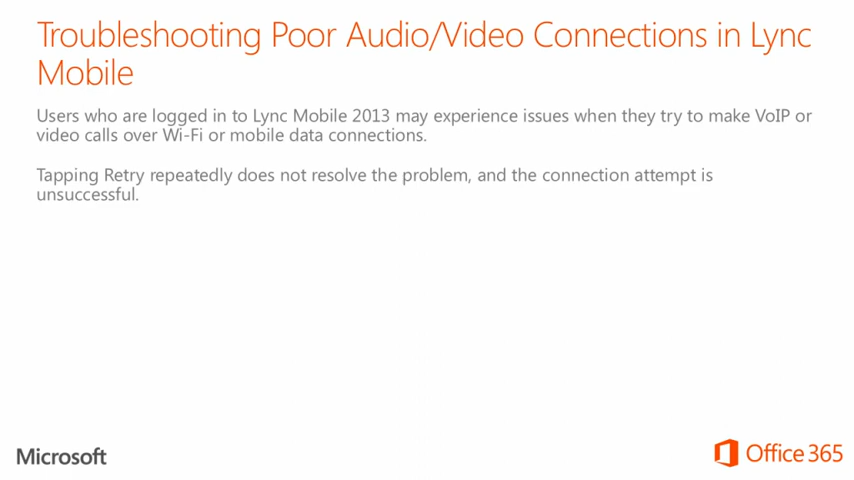 Troubleshooting Poor Audio/Video Connections in Lync
Mobile
Users who are logged in to Lync Mobile 2013 may experience issues when they try to make VoIP or
video calls over Wi-Fi or mobile data connections.
Tapping Retry repeatedly does not resolve the problem, and the connection attempt is
unsuccessful.
Microsoft
Office 365